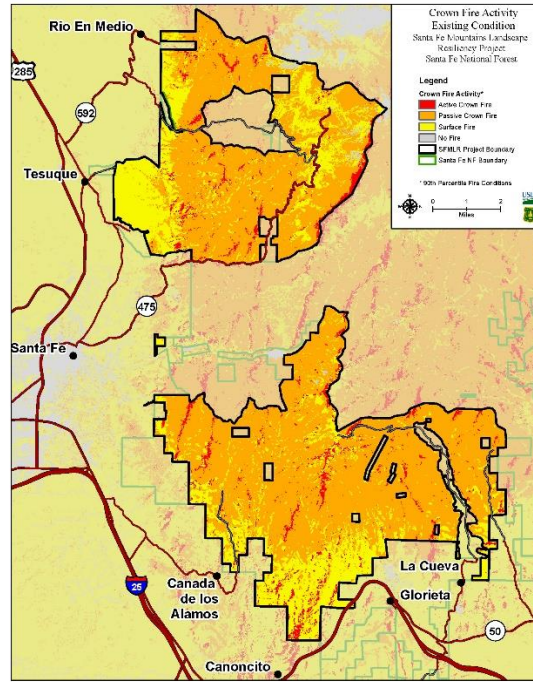 Crown Fire Activity
Existing Condition
Santa Fe Mountains Landscape
Resiliency Project
Santa Fe National Forest
Legend
Crown Fire Activity*
Active Crown Fire
Passive Crown Fire
Surface Fire
No Fire
SFMLR Project Boundary
Santa Fe NF Boundary
* 90th Percentile Fire Conditions
0 1 2
Miles
Rio En Medio
285
592
Tesuque
475
Santa Fe
Canada
de los
Alamos
La Cueva
25
Glorieta
50
Canoncito